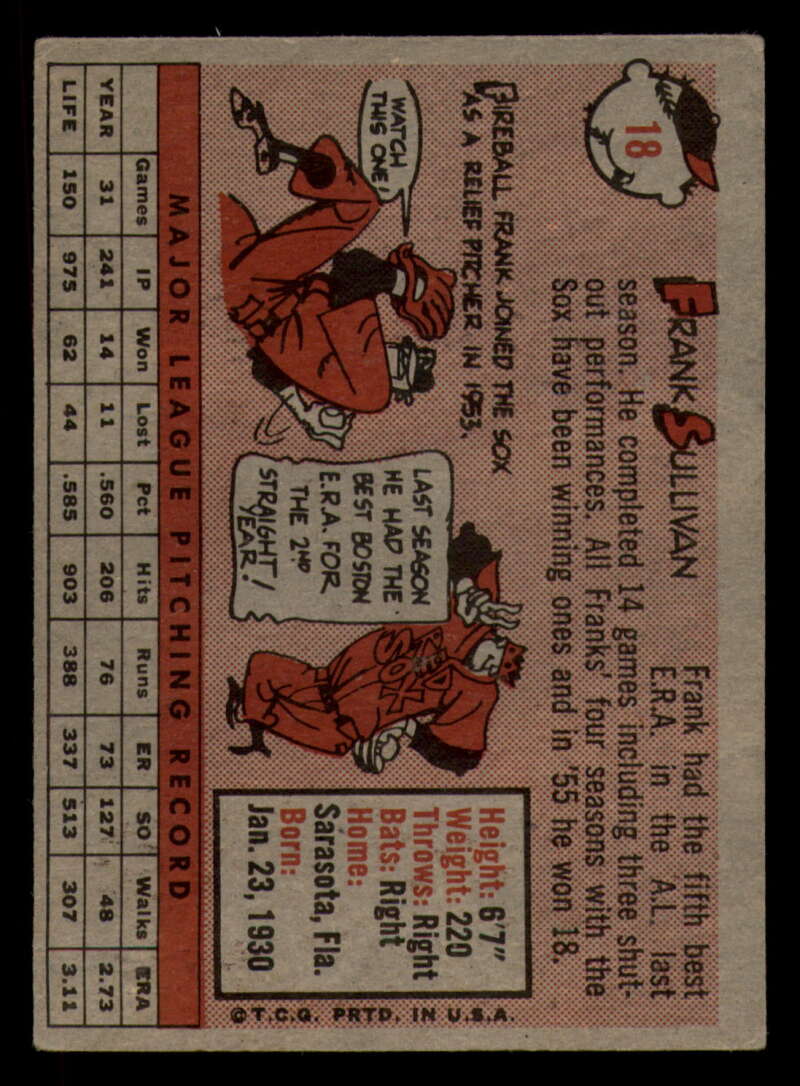 18
FRANK SULLIVAN
Frank had the fifth best
E.R.A. in the A.L. last
season. He completed 14 games including three shut-
out performances. All Franks' four seasons with the
Sox have been winning ones and in '55 he won 18.
FIREBALL FRANK JOINED THE SOX
AS A RELIEF PITCHER IN 1953.
WATCH
THIS ONE!
LAST SEASON
HE HAD THE
BEST BOSTON
E.R.A. FOR
THE 2ND
STRAIGHT
YEAR!
RED
SOX
Height: 6'7"
Weight: 220
Throws: Right
Bats: Right
Home:
Sarasota, Fla.
Born:
Jan. 23, 1930
© T.C.G. PRTD. IN U.S.A.
MAJOR LEAGUE PITCHING RECORD
Games IP Won Lost Pct Hits Runs ER SO Walks ERA
YEAR 31 241 14 11 .560 206 76 73 127 48 2.73
LIFE 150 975 62 44 .585 903 388 337 513 307 3.11